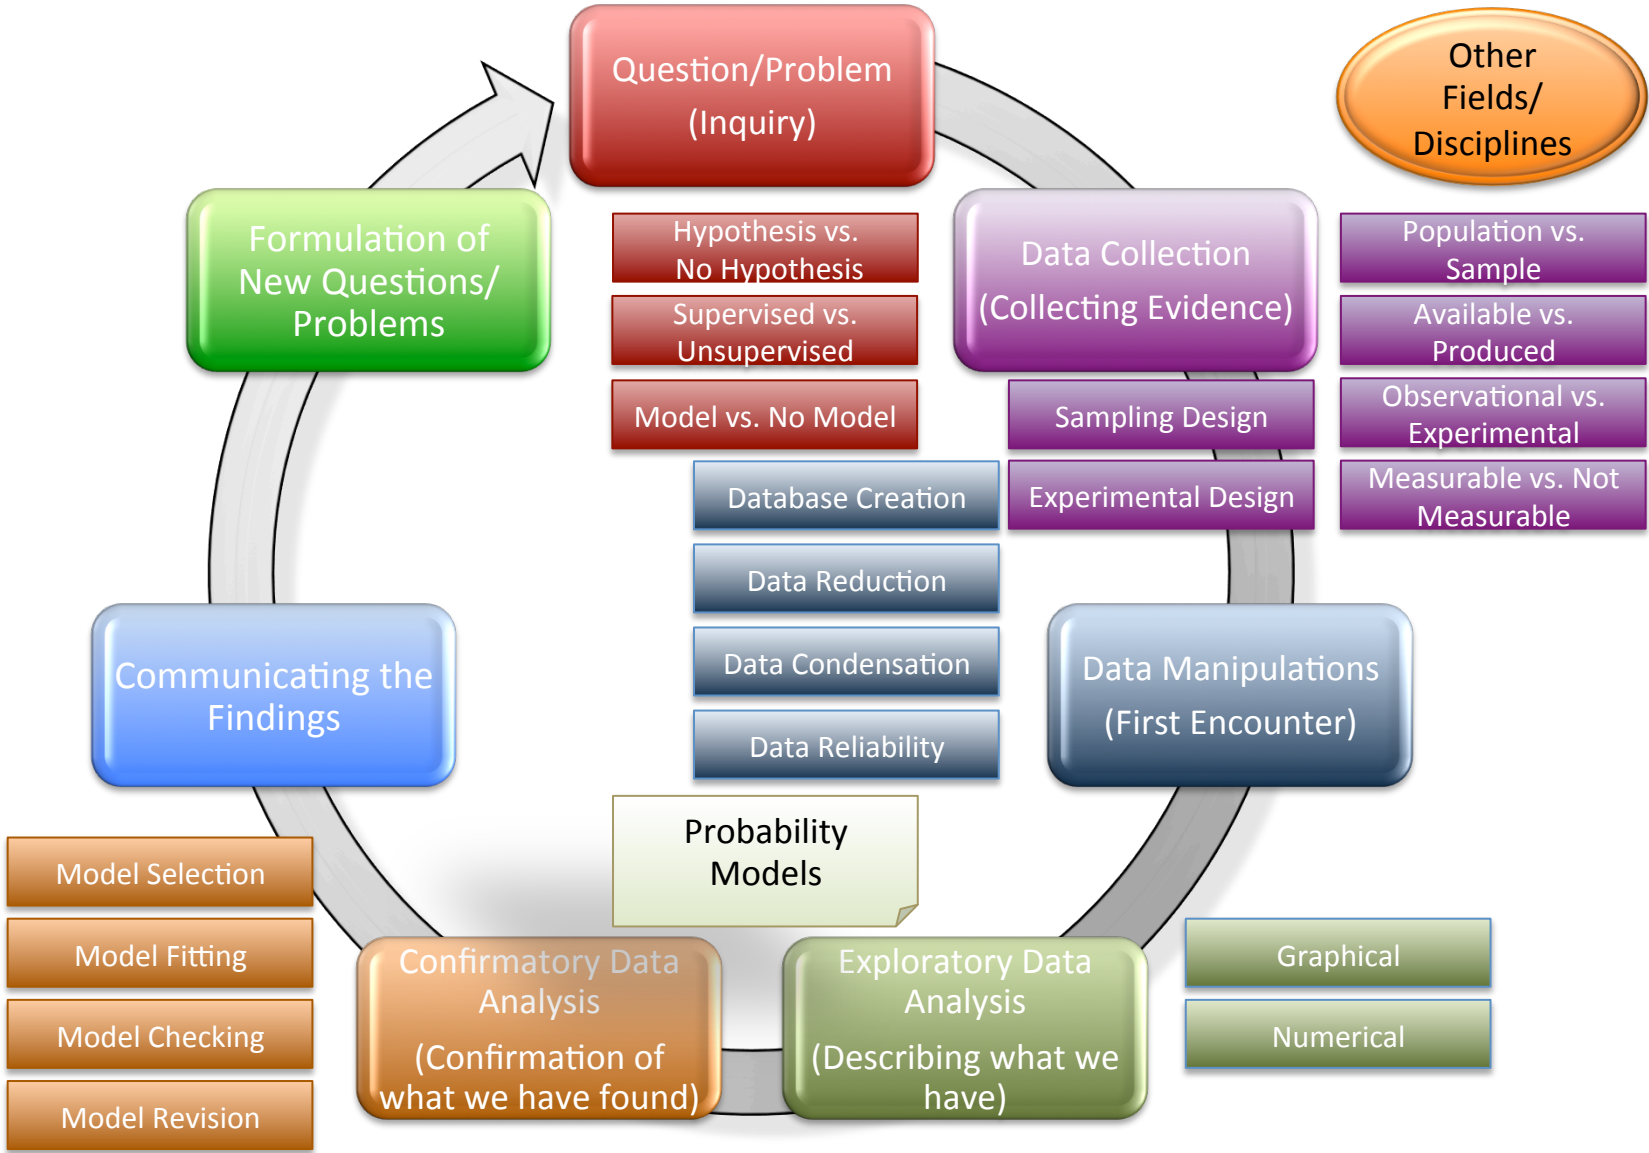 Question/Problem
(Inquiry)
Other
Fields/
Disciplines
Formulation of
New Questions/
Problems
Hypothesis vs.
No Hypothesis
Supervised vs.
Unsupervised
Model vs. No Model
Data Collection
(Collecting Evidence)
Sampling Design
Experimental Design
Population vs.
Sample
Available vs.
Produced
Observational vs.
Experimental
Measurable vs. Not
Measurable
Database Creation
Data Reduction
Data Condensation
Data Reliability
Communicating the
Findings
Data Manipulations
(First Encounter)
Probability
Models
Model Selection
Model Fitting
Model Checking
Model Revision
Confirmatory Data
Analysis
(Confirmation of
what we have found)
Exploratory Data
Analysis
(Describing what we
have)
Graphical
Numerical